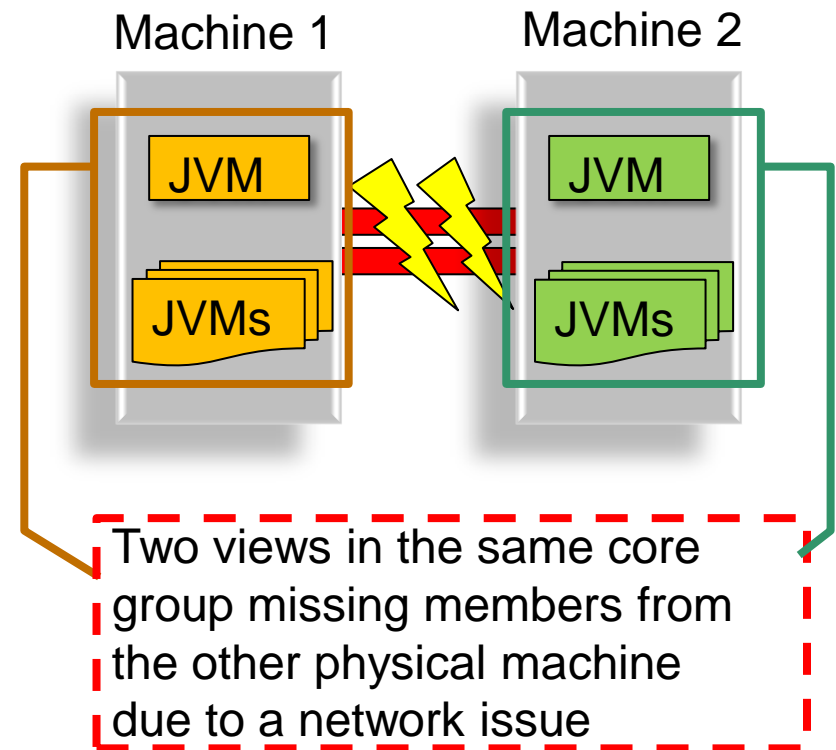 Machine 1
Machine 2
JVM
JVM
JVMs
JVMs
Two views in the same core
group missing members from
the other physical machine
due to a network issue